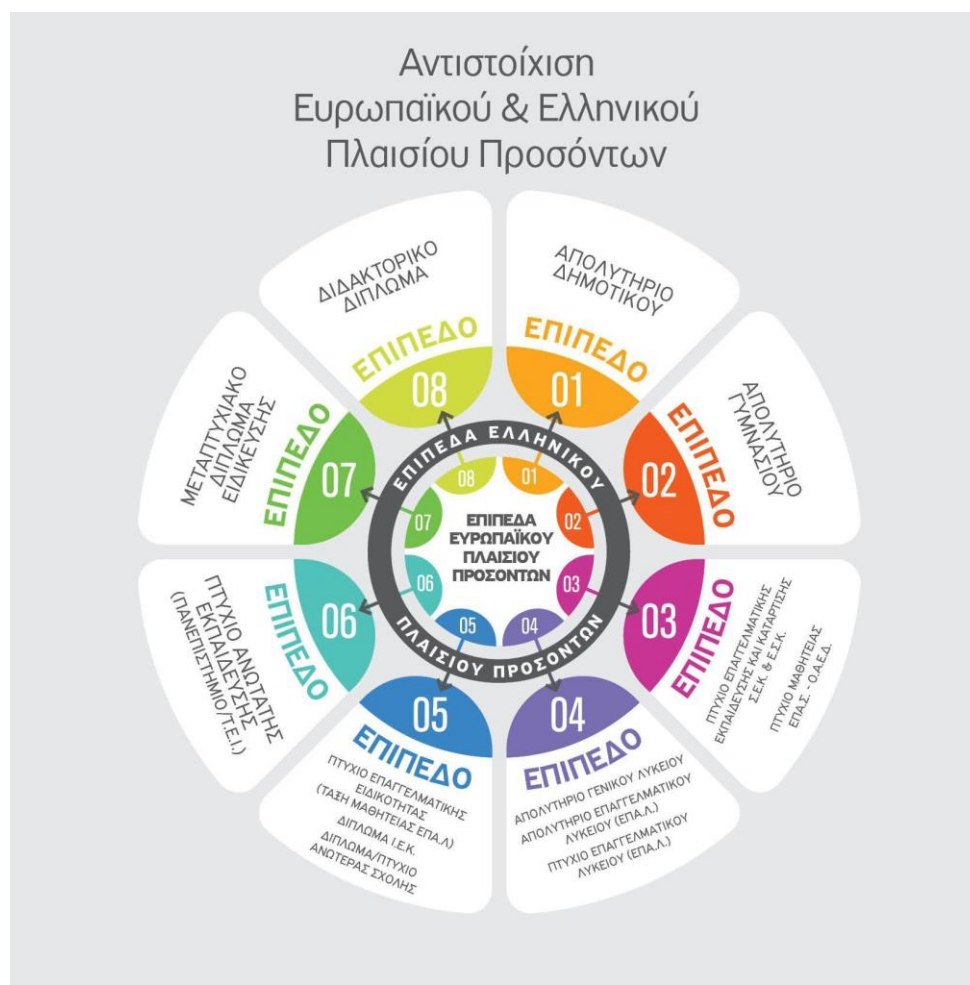 Αντιστοίχιση
Ευρωπαϊκού & Ελληνικού
Πλαισίου Προσόντων
ΑΠΟΛΥΤΗΡΙΟ
ΔΗΜΟΤΙΚΟΥ
ΕΠΙΠΕΔΟ
01
ΑΠΟΛΥΤΗΡΙΟ
ΓΥΜΝΑΣΙΟΥ
ΕΠΙΠΕΔΟ
02
ΕΠΙΠΕΔΟ
03
ΠΤΥΧΙΟ ΕΠΑΓΓΕΛΜΑΤΙΚΗΣ
ΕΚΠΑΙΔΕΥΣΗΣ ΚΑΙ ΚΑΤΑΡΤΙΣΗΣ
Σ.Ε.Κ. & Ε.Σ.Κ.
ΠΤΥΧΙΟ ΜΑΘΗΤΕΙΑΣ
ΕΠΑ.Σ. - Ο.Α.Ε.Δ.
04
ΕΠΙΠΕΔΟ
ΑΠΟΛΥΤΗΡΙΟ ΓΕΝΙΚΟΥ ΛΥΚΕΙΟΥ
ΑΠΟΛΥΤΗΡΙΟ ΕΠΑΓΓΕΛΜΑΤΙΚΟΥ
ΛΥΚΕΙΟΥ (ΕΠΑ.Λ.)
ΠΤΥΧΙΟ ΕΠΑΓΓΕΛΜΑΤΙΚΟΥ
ΛΥΚΕΙΟΥ (ΕΠΑ.Λ.)
05
ΕΠΙΠΕΔΟ
ΠΤΥΧΙΟ ΕΠΑΓΓΕΛΜΑΤΙΚΗΣ
ΕΙΔΙΚΟΤΗΤΑΣ
(ΤΑΞΗ ΜΑΘΗΤΕΙΑΣ ΕΠΑ.Λ)
ΔΙΠΛΩΜΑ Ι.Ε.Κ.
ΔΙΠΛΩΜΑ/ΠΤΥΧΙΟ
ΑΝΩΤΕΡΑΣ ΣΧΟΛΗΣ
06
ΕΠΙΠΕΔΟ
ΠΤΥΧΙΟ ΑΝΩΤΑΤΗΣ
ΕΚΠΑΙΔΕΥΣΗΣ
(ΠΑΝΕΠΙΣΤΗΜΙΟ/Τ.Ε.Ι.)
ΜΕΤΑΠΤΥΧΙΑΚΟ
ΔΙΠΛΩΜΑ
ΕΙΔΙΚΕΥΣΗΣ
ΕΠΙΠΕΔΟ
07
ΔΙΔΑΚΤΟΡΙΚΟ
ΔΙΠΛΩΜΑ
ΕΠΙΠΕΔΟ
08
ΕΠΙΠΕΔΑ ΕΛΛΗΝΙΚΟΥ
ΠΛΑΙΣΙΟΥ ΠΡΟΣΟΝΤΩΝ
01
02
03
04
05
06
07
08
ΕΠΙΠΕΔΑ
ΕΥΡΩΠΑΪΚΟΥ
ΠΛΑΙΣΙΟΥ
ΠΡΟΣΟΝΤΩΝ